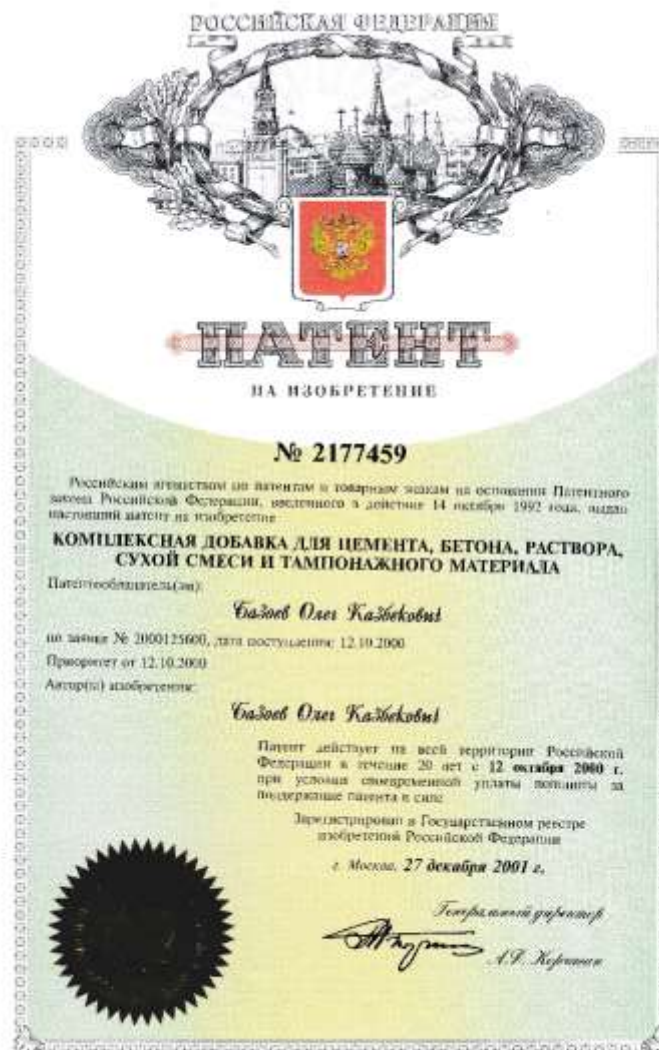 РОССИЙСКАЯ ФЕДЕРАЦИЯ
ПАТЕНТ
НА ИЗОБРЕТЕНИЕ
№ 2177459
Российским агентством по патентам и товарным знакам на основании Патентного
закона Российской Федерации, введенного в действие 14 октября 1992 года, выдан
настоящий патент на изобретение
КОМПЛЕКСНАЯ ДОБАВКА ДЛЯ ЦЕМЕНТА, БЕТОНА, РАСТВОРА,
СУХОЙ СМЕСИ И ТАМПОНАЖНОГО МАТЕРИАЛА
Патентообладатель(ли):
Базоев Олег Казбекович
по заявке № 2000125600, дата поступления: 12.10.2000
Приоритет от 12.10.2000
Автор(ы) изобретения:
Базоев Олег Казбекович
Патент действует на всей территории Российской
Федерации в течение 20 лет с 12 октября 2000 г.
при условии своевременной уплаты пошлины за
поддержание патента в силе
Зарегистрирован в Государственном реестре
изобретений Российской Федерации
г. Москва, 27 декабря 2001 г.
Генеральный директор
А.Д. Корчагин